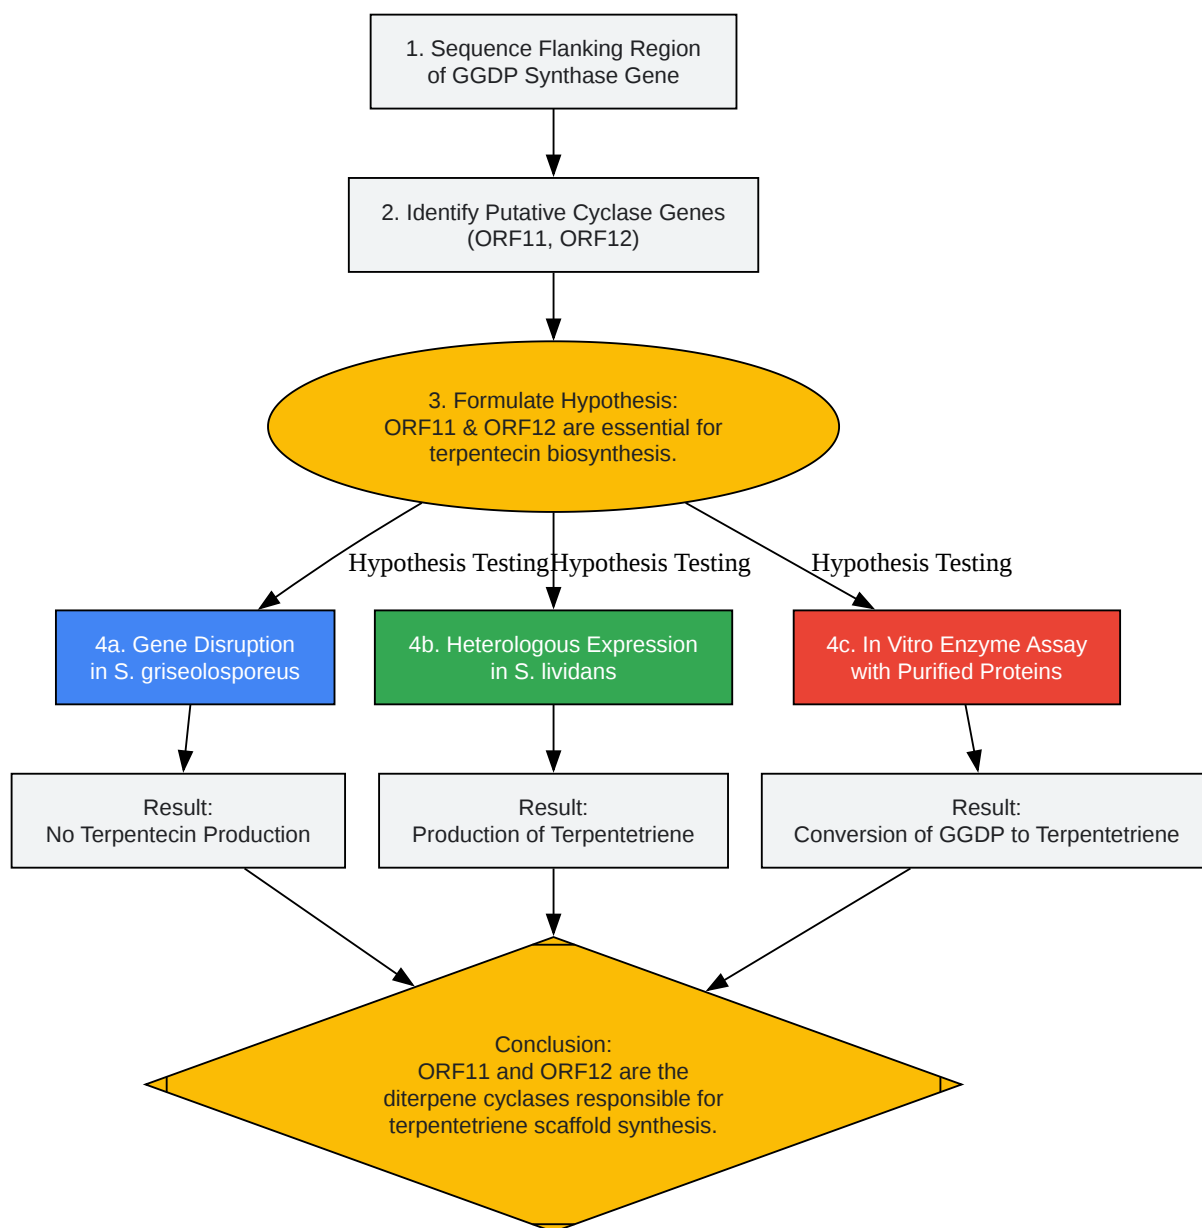 1. Sequence Flanking Region
of GGDP Synthase Gene
2. Identify Putative Cyclase Genes
(ORF11, ORF12)
3. Formulate Hypothesis:
ORF11 & ORF12 are essential for
terpentecin biosynthesis.
Hypothesis Testing
Hypothesis Testing
Hypothesis Testing
4a. Gene Disruption
in S. griseolosporeus
4b. Heterologous Expression
in S. lividans
4c. In Vitro Enzyme Assay
with Purified Proteins
Result:
No Terpentecin Production
Result:
Production of Terpentetriene
Result:
Conversion of GGDP to Terpentetriene
Conclusion:
ORF11 and ORF12 are the
diterpene cyclases responsible for
terpentetriene scaffold synthesis.